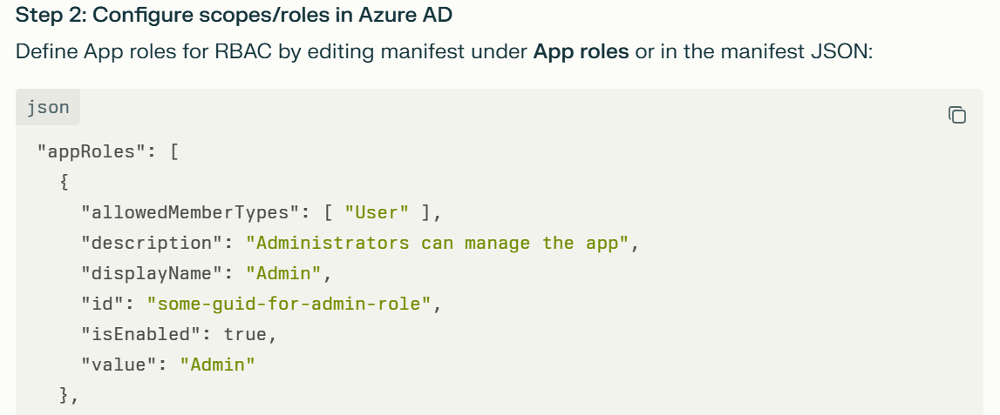 Step 2: Configure scopes/roles in Azure AD
Define App roles for RBAC by editing manifest under App roles or in the manifest JSON:
json
"appRoles": [
  {
    "allowedMemberTypes": [ "User" ],
    "description": "Administrators can manage the app",
    "displayName": "Admin",
    "id": "some-guid-for-admin-role",
    "isEnabled": true,
    "value": "Admin"
  },